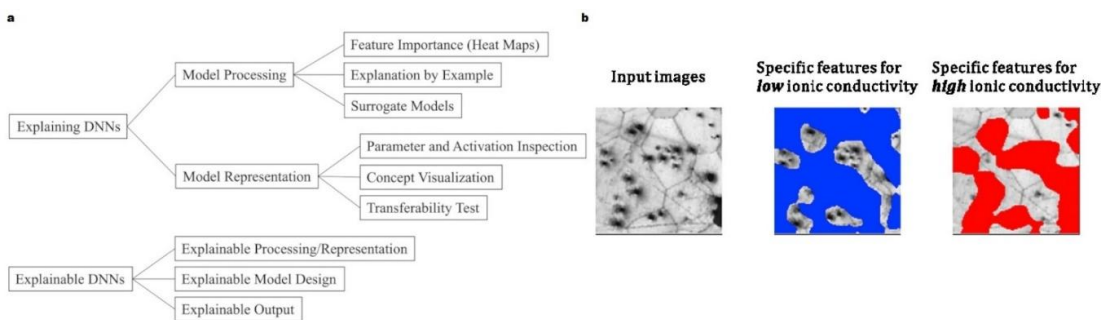 a
Explaining DNNs
Model Processing
Feature Importance (Heat Maps)
Explanation by Example
Surrogate Models
Model Representation
Parameter and Activation Inspection
Concept Visualization
Transferability Test
Explainable DNNs
Explainable Processing/Representation
Explainable Model Design
Explainable Output
b
Input images
Specific features for
low ionic conductivity
Specific features for
high ionic conductivity